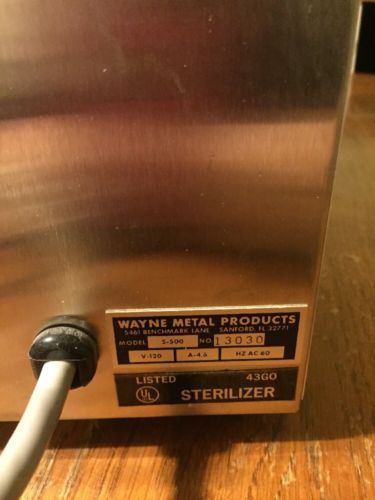 WAYNE METAL PRODUCTS
5461 BENCHMARK LANE SANFORD, FL 32771
MODEL S-500 NO 13030
V-120 A-4.6 HZ AC 60
LISTED 43G0
UL STERILIZER